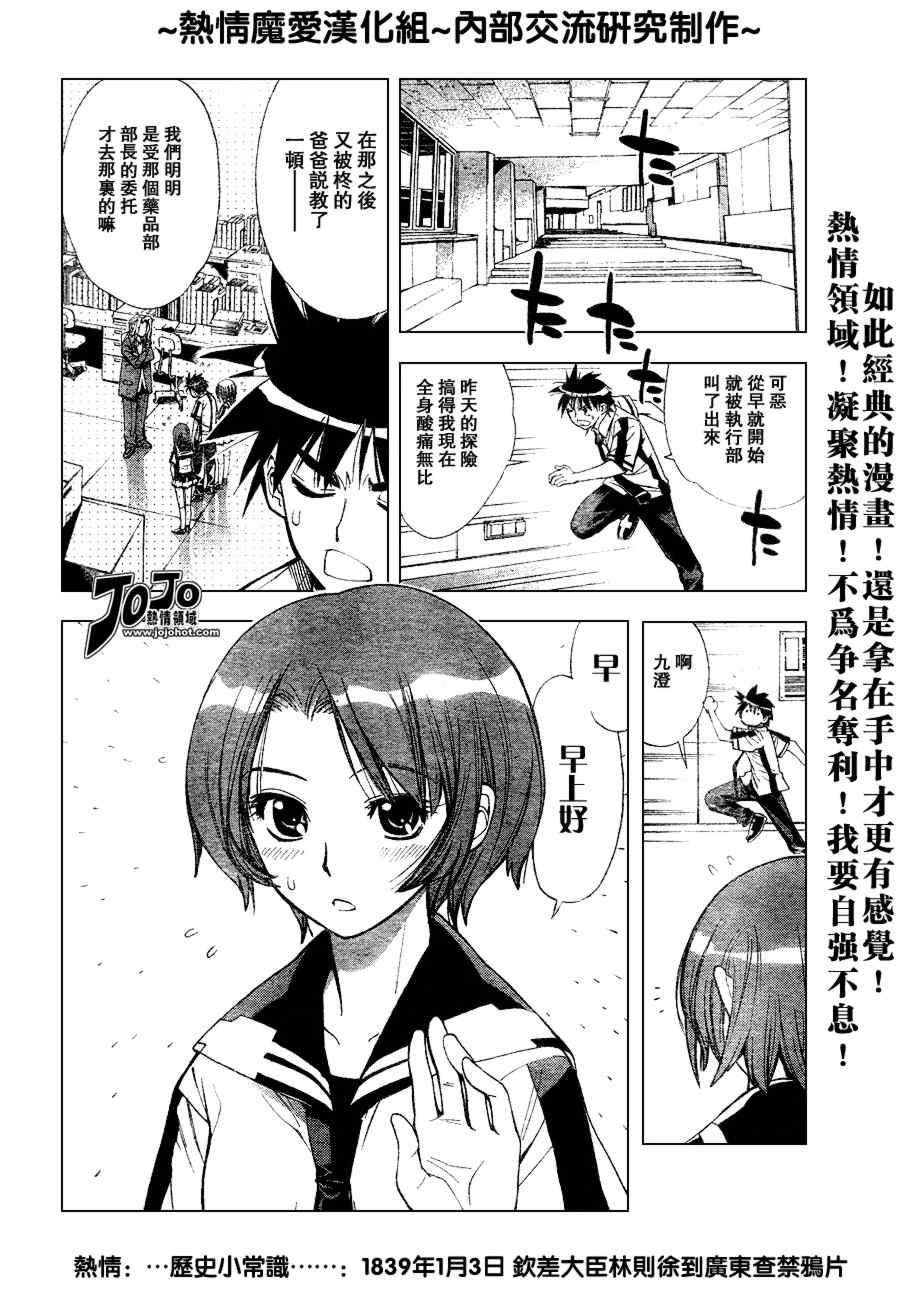 ~熱情魔愛漢化組~內部交流研究制作~
た
た
た
た
可惡
從早就開始
就被執行部
叫了出來
昨天的探險
搞得我現在
全身酸痛無比
在那之後
又被柊的
爸爸説教了
一頓——
我們明明
是受那個藥品部
部長的委托
才去那裏的嘛
啊
九澄
早
早上好
JOJO
熱情領域
www.jojohot.com
如此經典的漫畫！還是拿在手中才更有感覺！
熱情領域！凝聚熱情！不爲争名奪利！我要自强不息！
熱情：…歷史小常識……：1839年1月3日 欽差大臣林則徐到廣東查禁鴉片